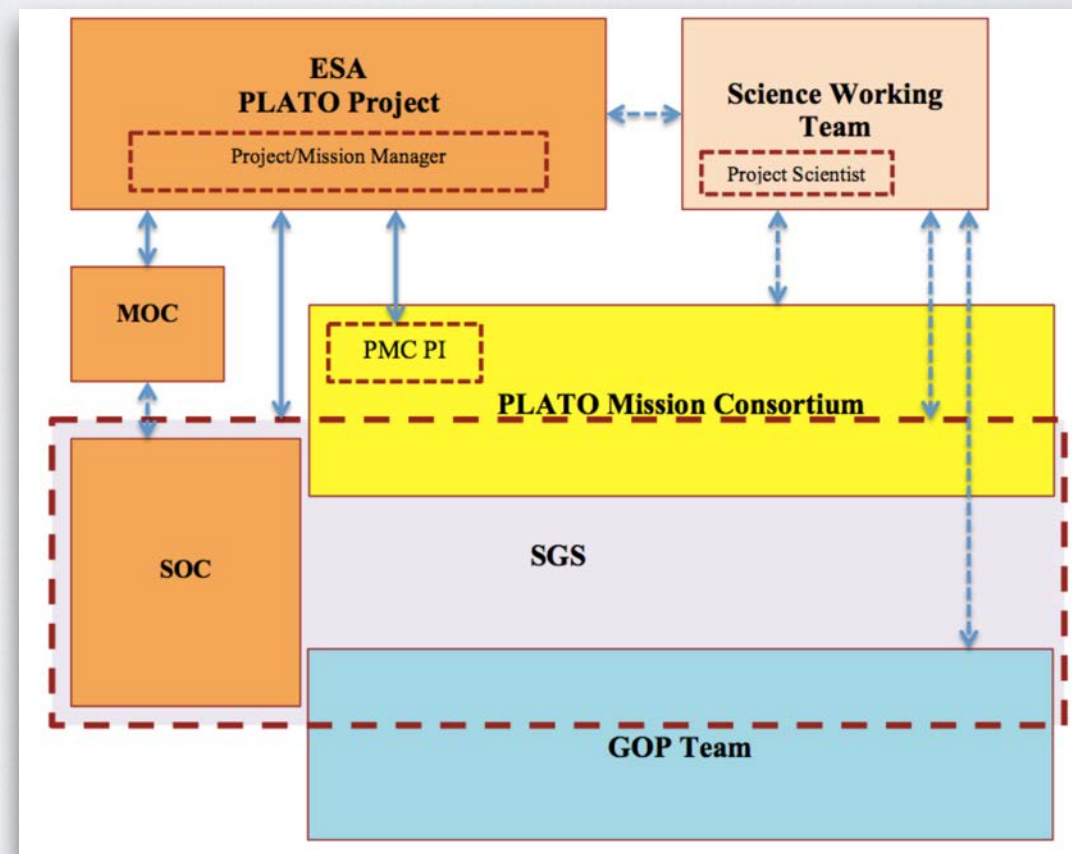 ESA
PLATO Project
Project/Mission Manager
Science Working
Team
Project Scientist
MOC
PMC PI
PLATO Mission Consortium
SOC
SGS
GOP Team